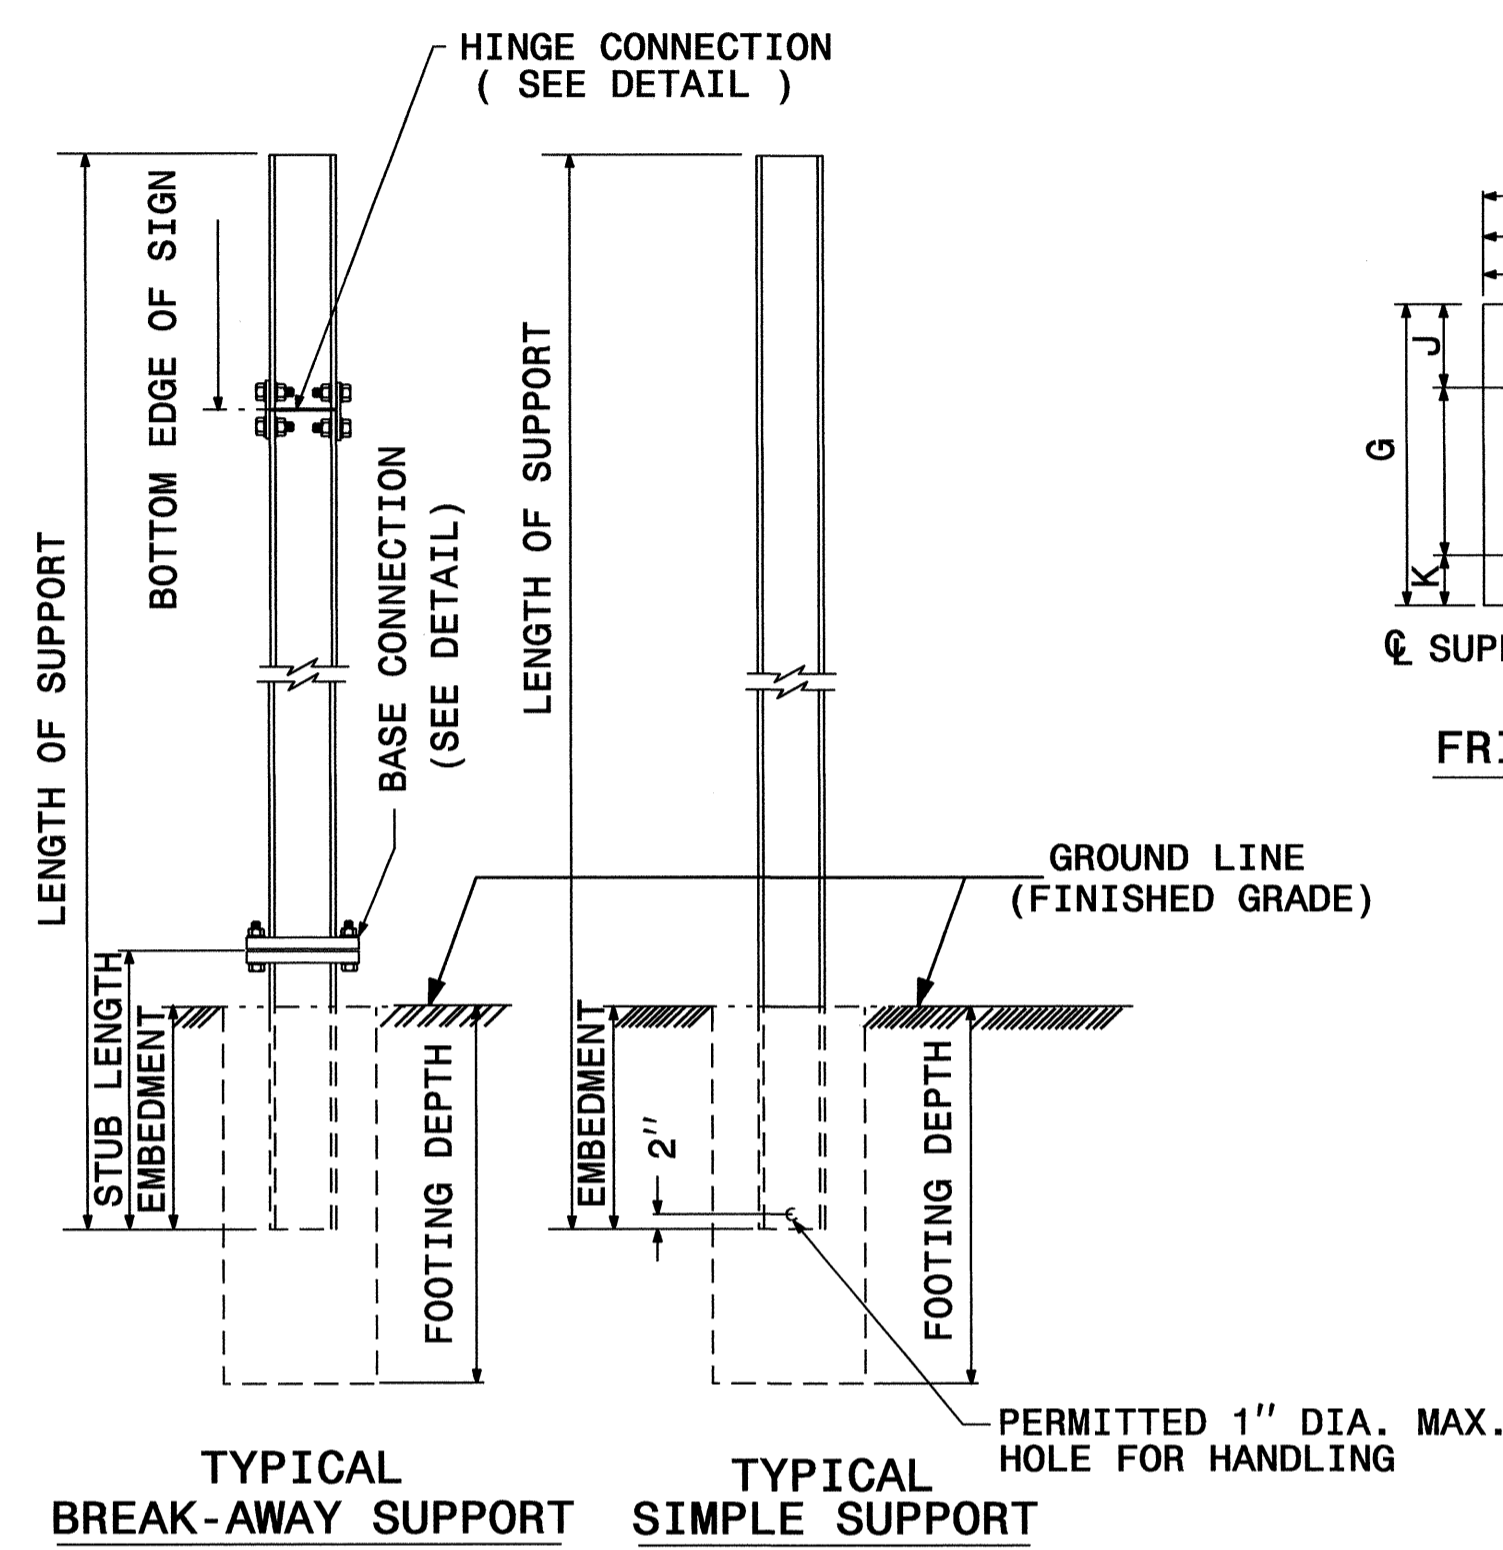 HINGE CONNECTION
( SEE DETAIL )
BOTTOM EDGE OF SIGN
LENGTH OF SUPPORT
BASE CONNECTION
(SEE DETAIL)
STUB LENGTH
EMBEDMENT
FOOTING DEPTH
LENGTH OF SUPPORT
GROUND LINE
(FINISHED GRADE)
EMBEDMENT
2"
FOOTING DEPTH
PERMITTED 1" DIA. MAX.
HOLE FOR HANDLING
TYPICAL
BREAK-AWAY SUPPORT
TYPICAL
SIMPLE SUPPORT
J
G
K
℄